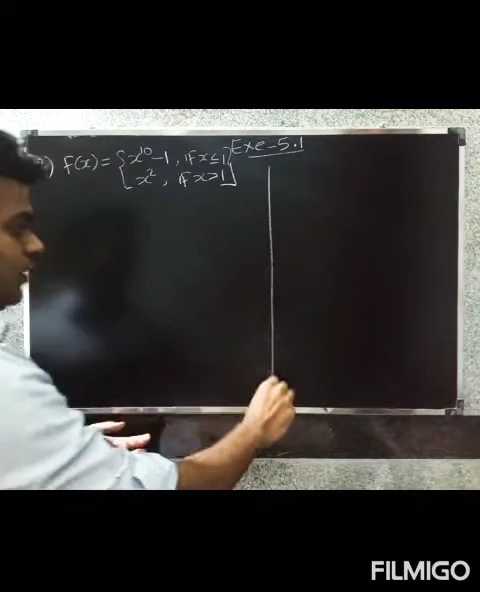 ) f(x) = { x¹⁰-1, if x ≤ 1 Exe-5.1
x², if x > 1
FILMIGO